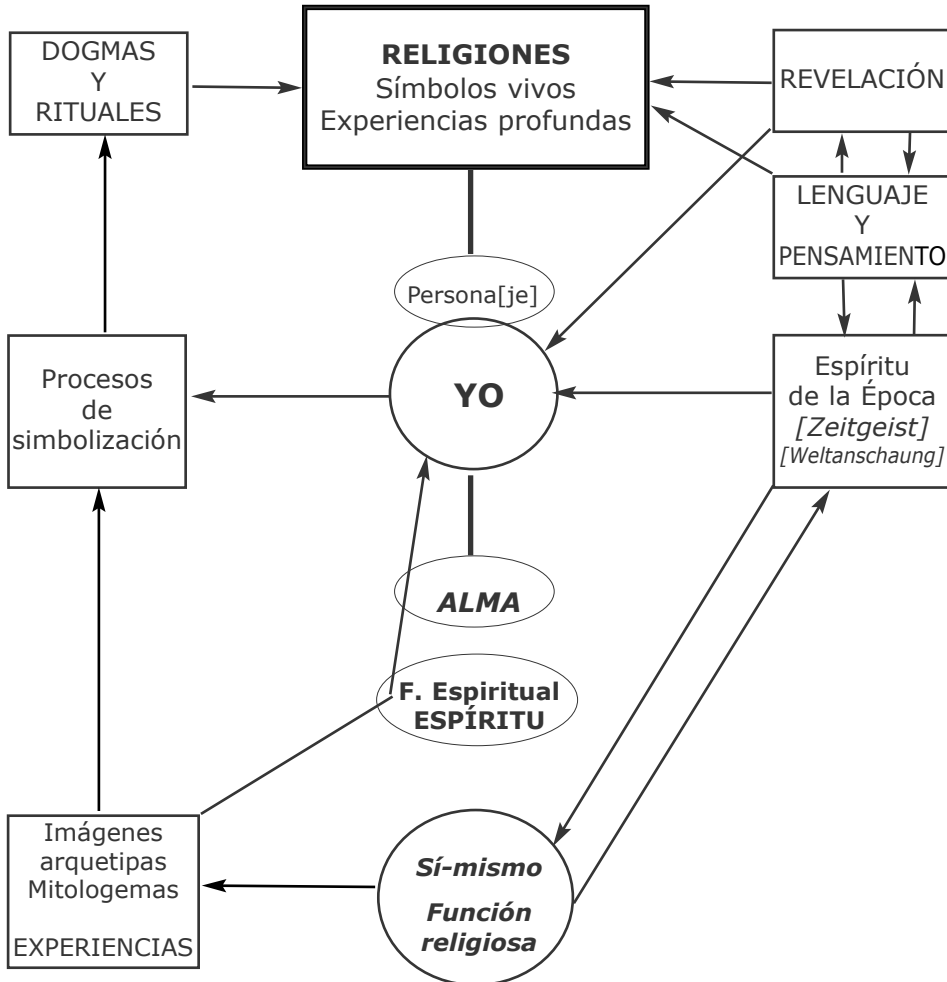 DOGMAS
Y
RITUALES
RELIGIONES
Símbolos vivos
Experiencias profundas
REVELACIÓN
LENGUAJE
Y
PENSAMIENTO
Persona[je]
YO
Procesos
de
simbolización
Espíritu
de la Época
[Zeitgeist]
[Weltanschaung]
ALMA
F. Espiritual
ESPÍRITU
Imágenes
arquetipas
Mitologemas
EXPERIENCIAS
Sí-mismo
Función
religiosa